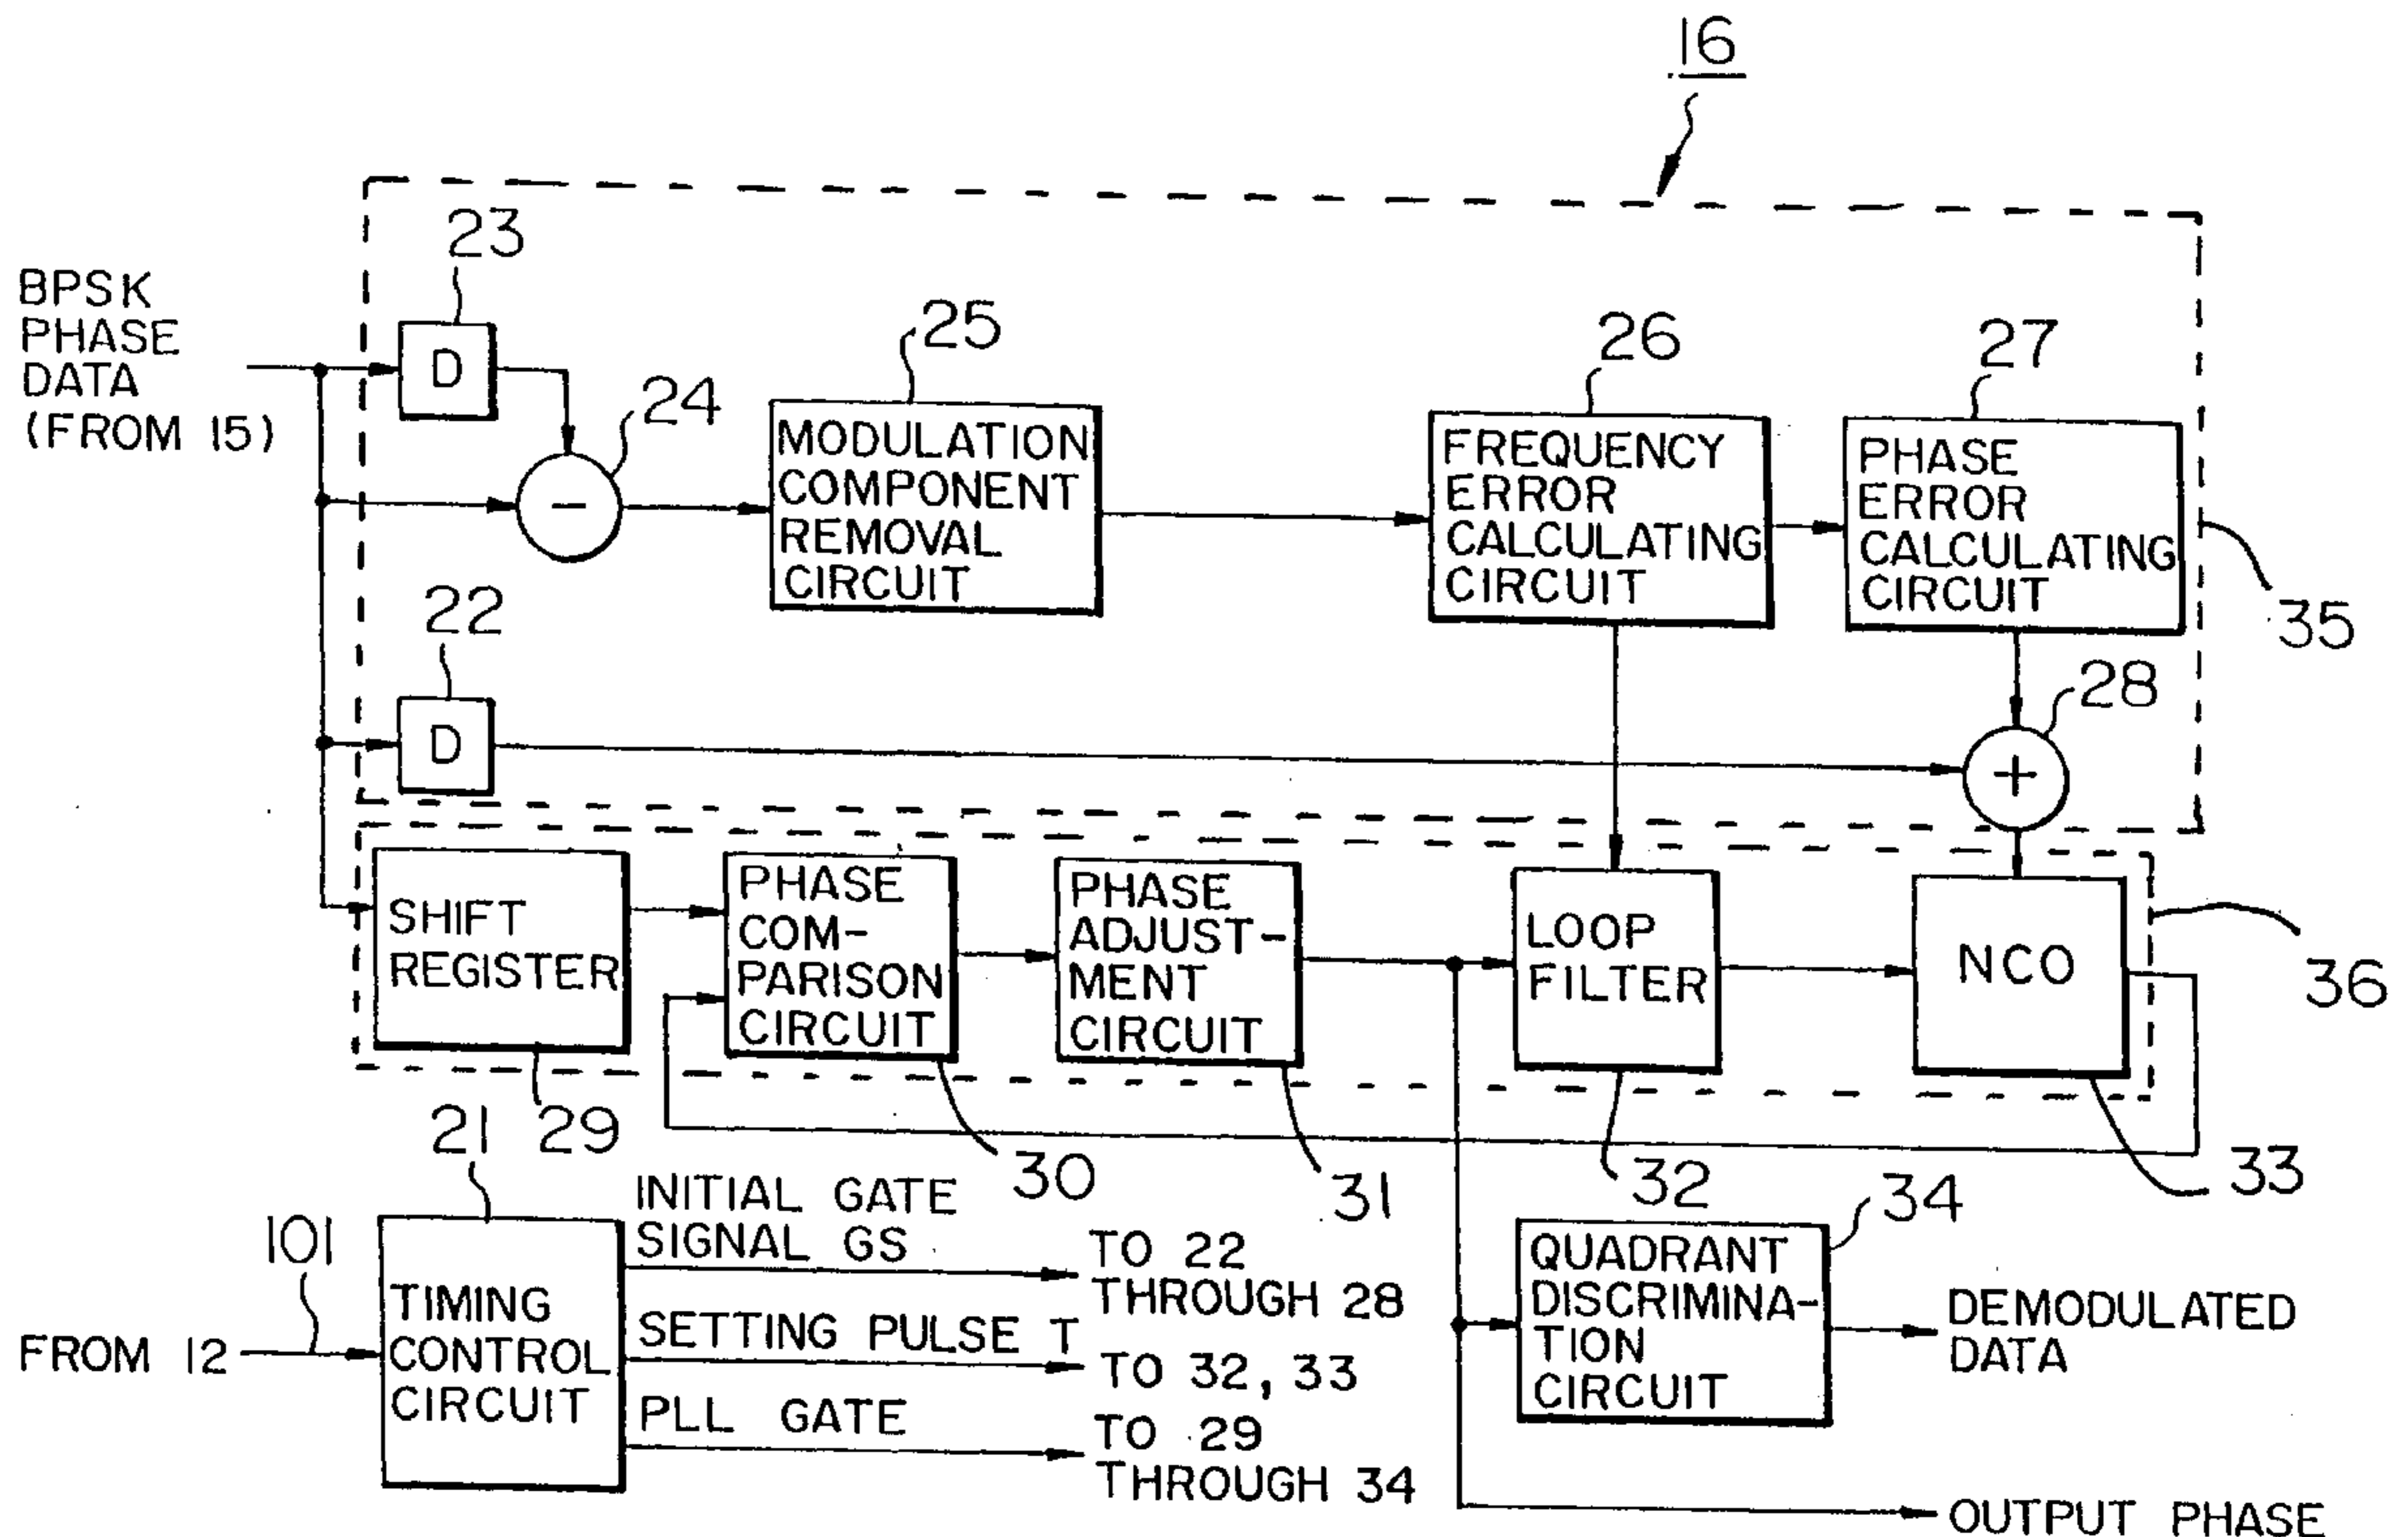 16
23
BPSK
PHASE
DATA
(FROM 15)
D
24
25
MODULATION
COMPONENT
REMOVAL
CIRCUIT
26
FREQUENCY
ERROR
CALCULATING
CIRCUIT
27
PHASE
ERROR
CALCULATING
CIRCUIT
35
−
22
D
28
+
SHIFT
REGISTER
29
PHASE
COM-
PARISON
CIRCUIT
30
PHASE
ADJUST-
MENT
CIRCUIT
31
LOOP
FILTER
32
NCO
33
36
21
101
FROM 12
TIMING
CONTROL
CIRCUIT
INITIAL GATE
SIGNAL GS
TO 22
THROUGH 28
SETTING PULSE T
TO 32, 33
PLL GATE
TO 29
THROUGH 34
34
QUADRANT
DISCRIMINA-
TION
CIRCUIT
DEMODULATED
DATA
OUTPUT PHASE